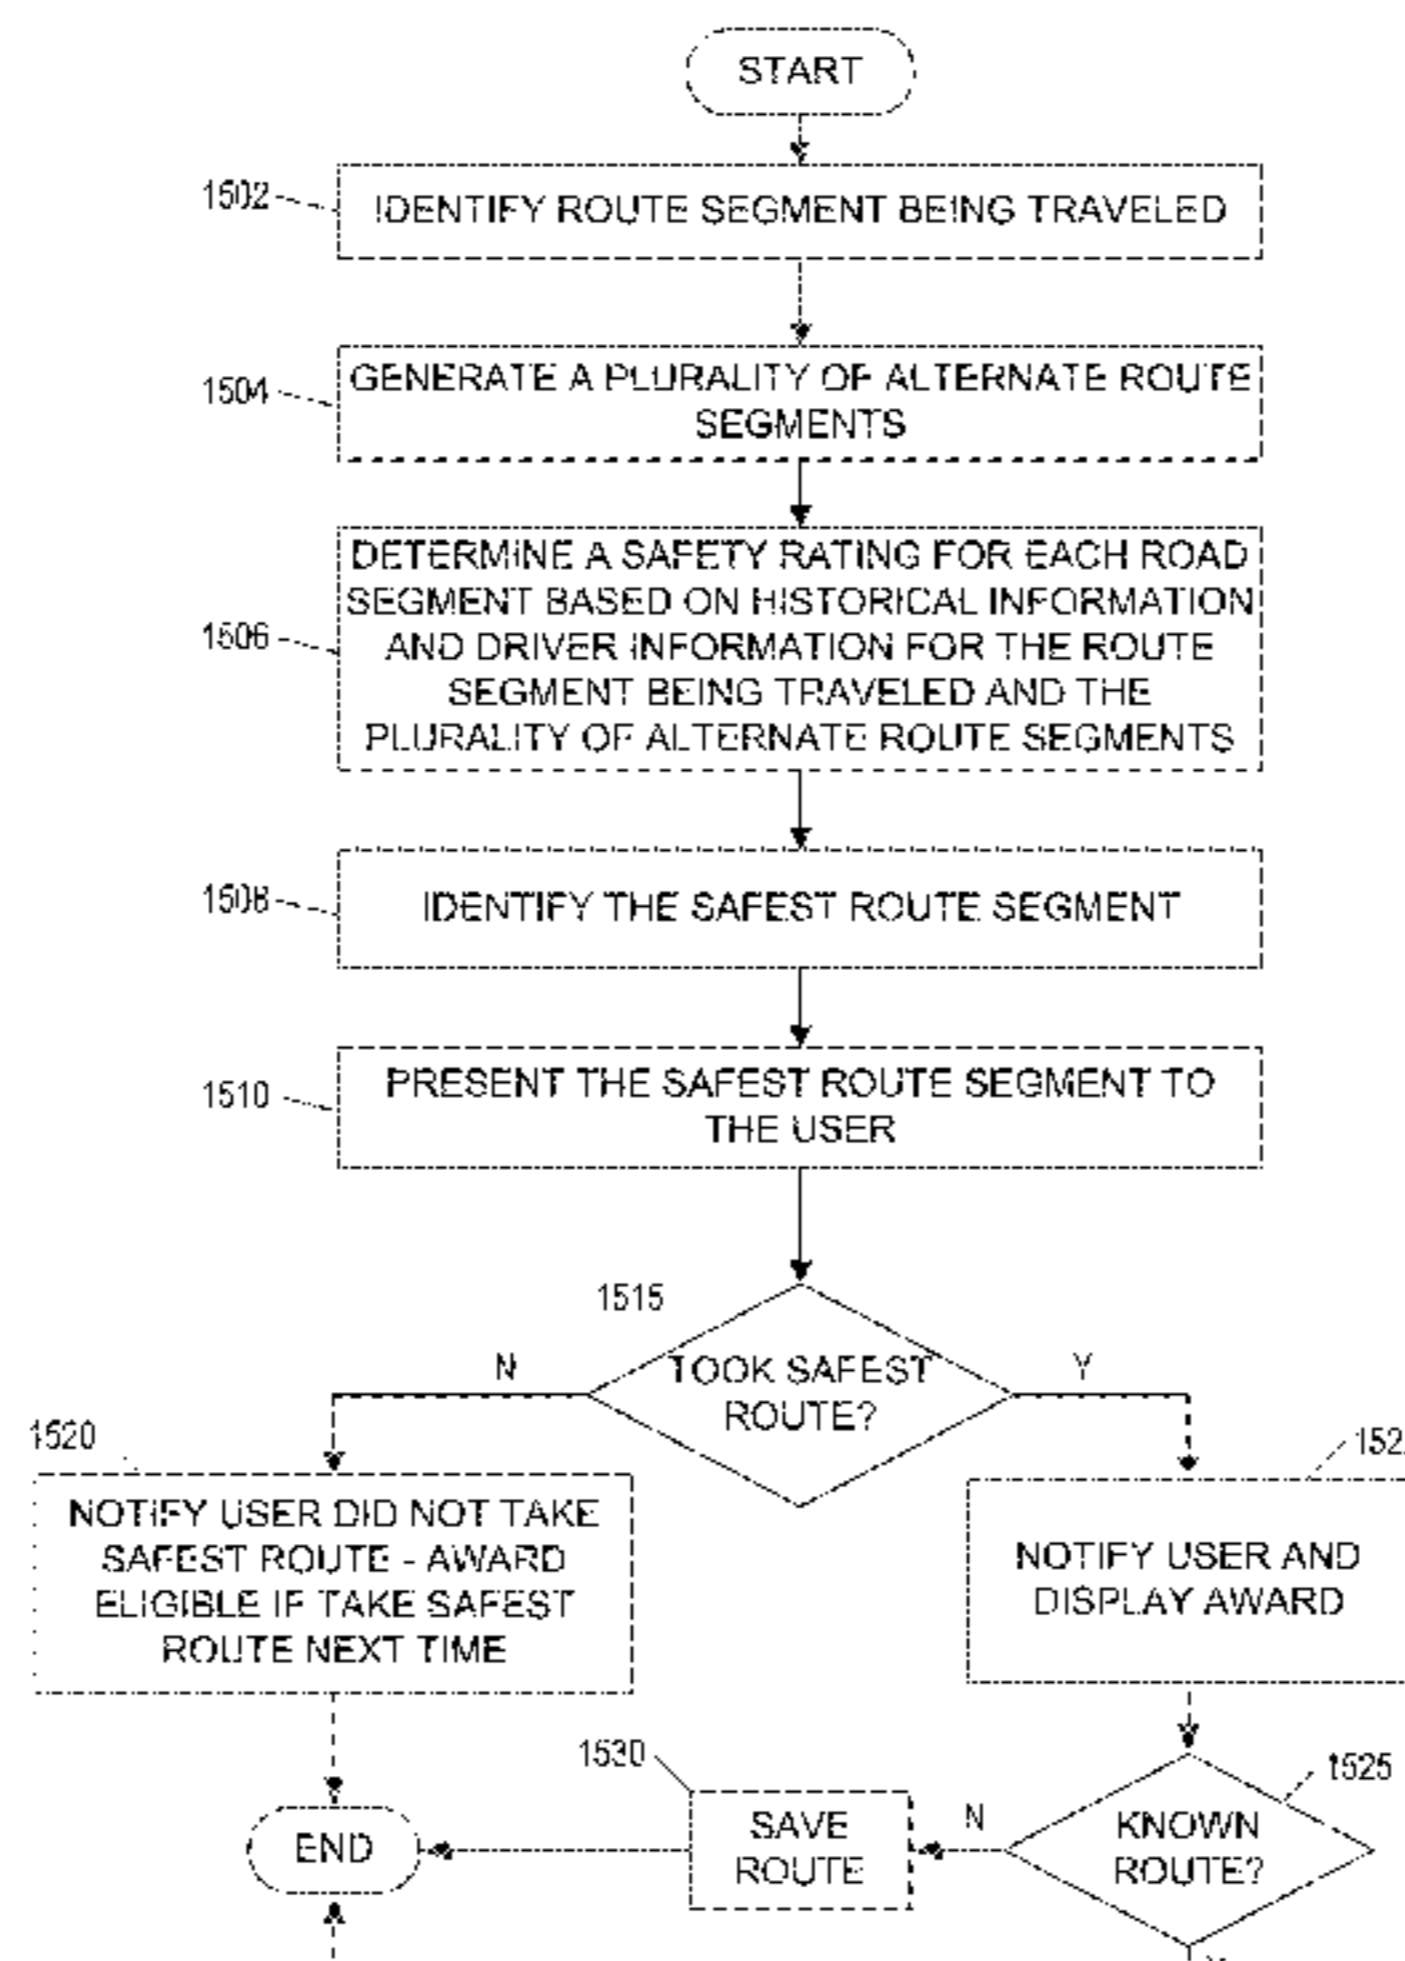 START
1502
IDENTIFY ROUTE SEGMENT BEING TRAVELED
1504
GENERATE A PLURALITY OF ALTERNATE ROUTE
SEGMENTS
1506
DETERMINE A SAFETY RATING FOR EACH ROAD
SEGMENT BASED ON HISTORICAL INFORMATION
AND DRIVER INFORMATION FOR THE ROUTE
SEGMENT BEING TRAVELED AND THE
PLURALITY OF ALTERNATE ROUTE SEGMENTS
1508
IDENTIFY THE SAFEST ROUTE SEGMENT
1510
PRESENT THE SAFEST ROUTE SEGMENT TO
THE USER
1515
TOOK SAFEST
ROUTE?
N
Y
1520
NOTIFY USER DID NOT TAKE
SAFEST ROUTE - AWARD
ELIGIBLE IF TAKE SAFEST
ROUTE NEXT TIME
NOTIFY USER AND
DISPLAY AWARD
1525
KNOWN
ROUTE?
N
1530
SAVE
ROUTE
END